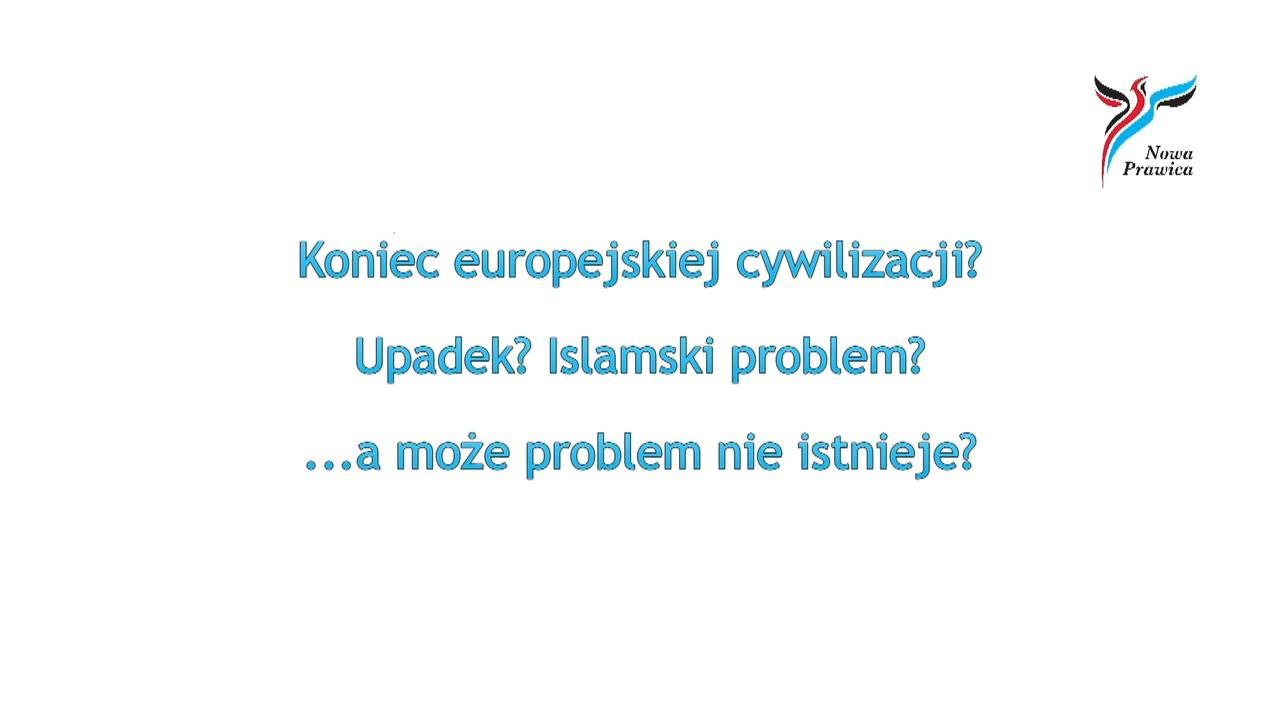 Nowa
Prawica
Koniec europejskiej cywilizacji?
Upadek? Islamski problem?
...a może problem nie istnieje?